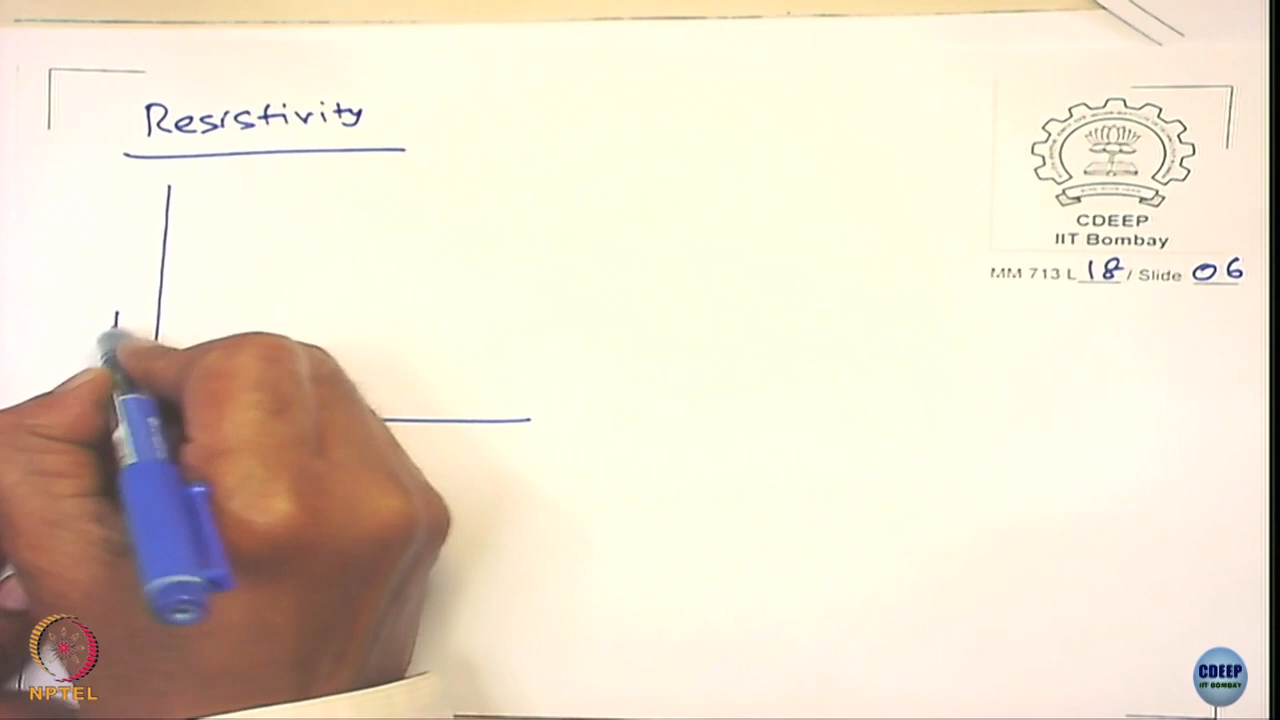 Resistivity
CDEEP
IIT Bombay
MM 713 L 18 / Slide 06
NPTEL
CDEEP
IIT BOMBAY